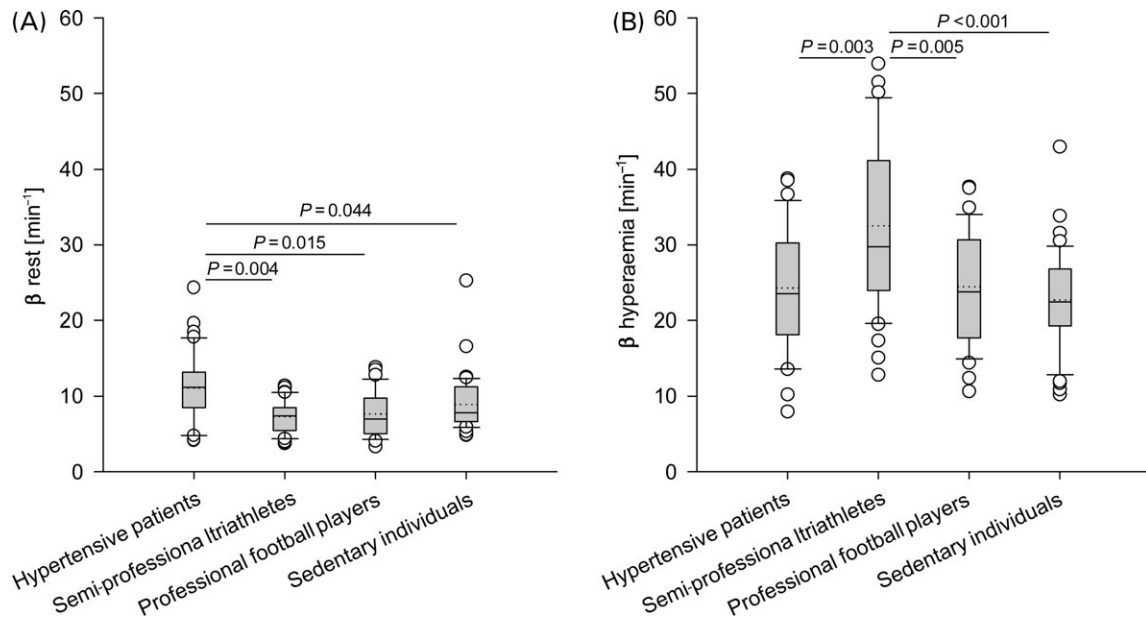 (A)
60
50
40
30
20
10
0
β rest [min⁻¹]
P = 0.044
P = 0.015
P = 0.004
Hypertensive patients
Semi-professiona ltriathletes
Professional football players
Sedentary individuals
(B)
60
50
40
30
20
10
0
β hyperaemia [min⁻¹]
P < 0.001
P = 0.003 P = 0.005
Hypertensive patients
Semi-professiona ltriathletes
Professional football players
Sedentary individuals